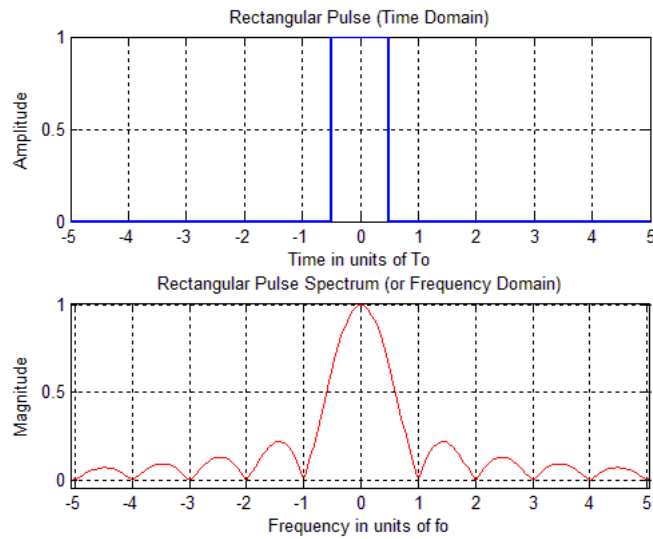 Rectangular Pulse (Time Domain)
Amplitude
1
0.5
0
-5 -4 -3 -2 -1 0 1 2 3 4 5
Time in units of To
Rectangular Pulse Spectrum (or Frequency Domain)
Magnitude
1
0.5
0
-5 -4 -3 -2 -1 0 1 2 3 4 5
Frequency in units of fo